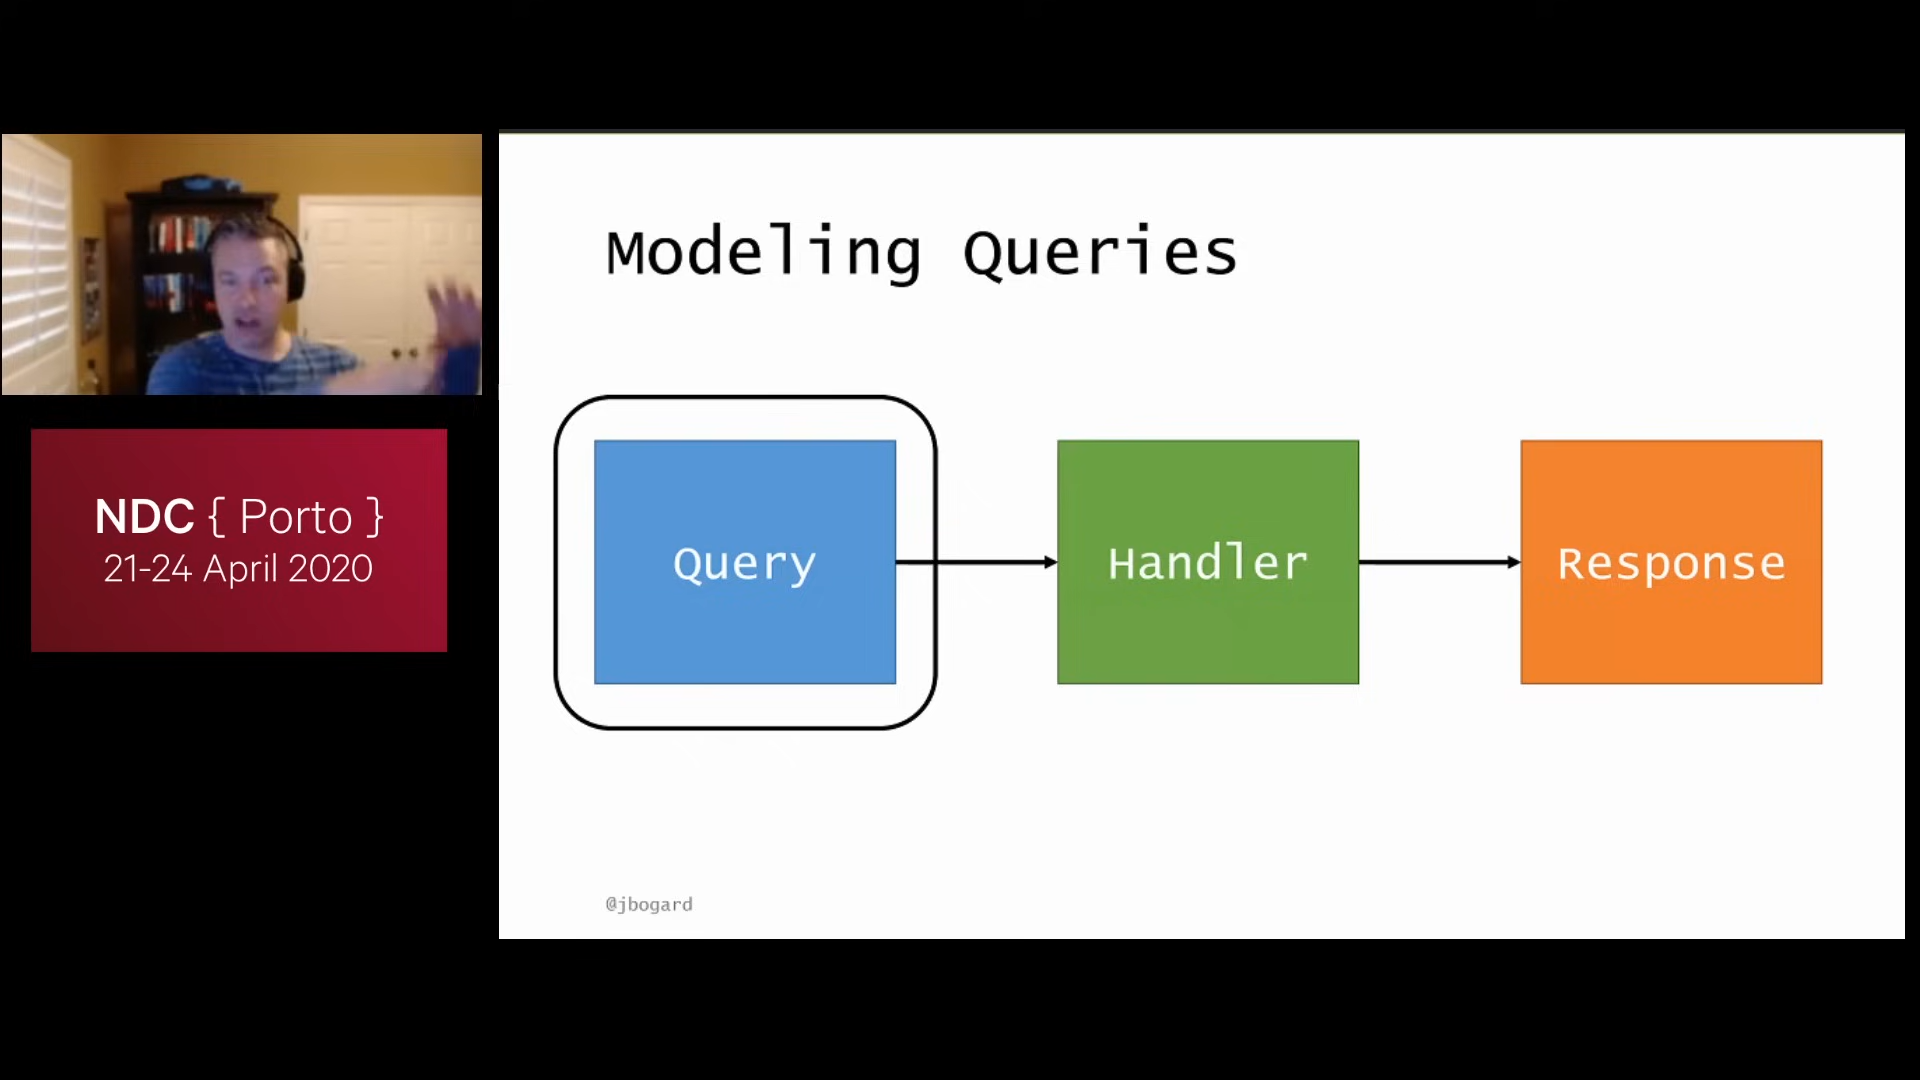 Modeling Queries
Query
Handler
Response
@jbogard
NDC { Porto }
21-24 April 2020